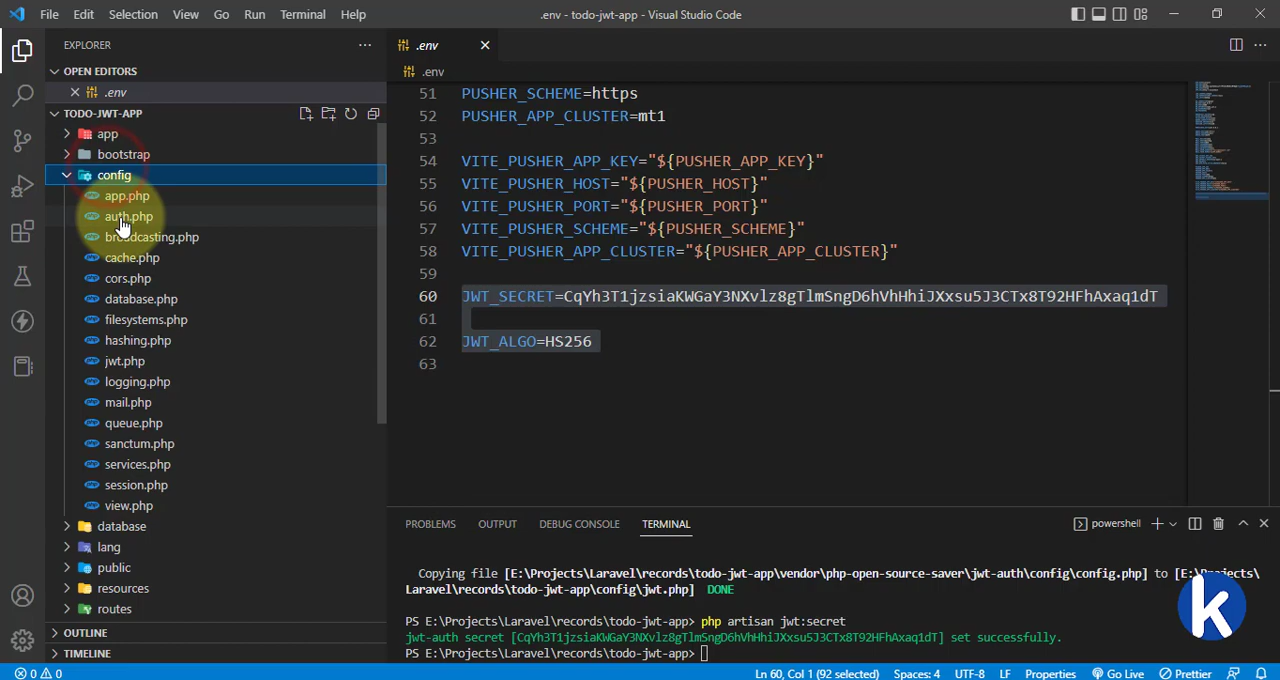 File Edit Selection View Go Run Terminal Help .env - todo-jwt-app - Visual Studio Code
EXPLORER
OPEN EDITORS
.env
TODO-JWT-APP
app
bootstrap
config
app.php
auth.php
broadcasting.php
cache.php
cors.php
database.php
filesystems.php
hashing.php
jwt.php
logging.php
mail.php
queue.php
sanctum.php
services.php
session.php
view.php
database
lang
public
resources
routes
OUTLINE
TIMELINE
.env
.env
51 PUSHER_SCHEME=https
52 PUSHER_APP_CLUSTER=mt1
53
54 VITE_PUSHER_APP_KEY="${PUSHER_APP_KEY}"
55 VITE_PUSHER_HOST="${PUSHER_HOST}"
56 VITE_PUSHER_PORT="${PUSHER_PORT}"
57 VITE_PUSHER_SCHEME="${PUSHER_SCHEME}"
58 VITE_PUSHER_APP_CLUSTER="${PUSHER_APP_CLUSTER}"
59
60 JWT_SECRET=CqYh3T1jzsiaKWGaY3NXvlz8gTlmSngD6hVhHhiJXxsu5J3CTx8T92HFhAxaq1dT
61
62 JWT_ALGO=HS256
63
PROBLEMS OUTPUT DEBUG CONSOLE TERMINAL
powershell
Copying file [E:\Projects\Laravel\records\todo-jwt-app\vendor\php-open-source-saver\jwt-auth\config\config.php] to [E:\Projects\
Laravel\records\todo-jwt-app\config\jwt.php] DONE
PS E:\Projects\Laravel\records\todo-jwt-app> php artisan jwt:secret
jwt-auth secret [CqYh3T1jzsiaKWGaY3NXvlz8gTlmSngD6hVhHhiJXxsu5J3CTx8T92HFhAxaq1dT] set successfully.
PS E:\Projects\Laravel\records\todo-jwt-app>
k
0 0 Ln 60, Col 1 (92 selected) Spaces: 4 UTF-8 LF Properties Go Live Prettier